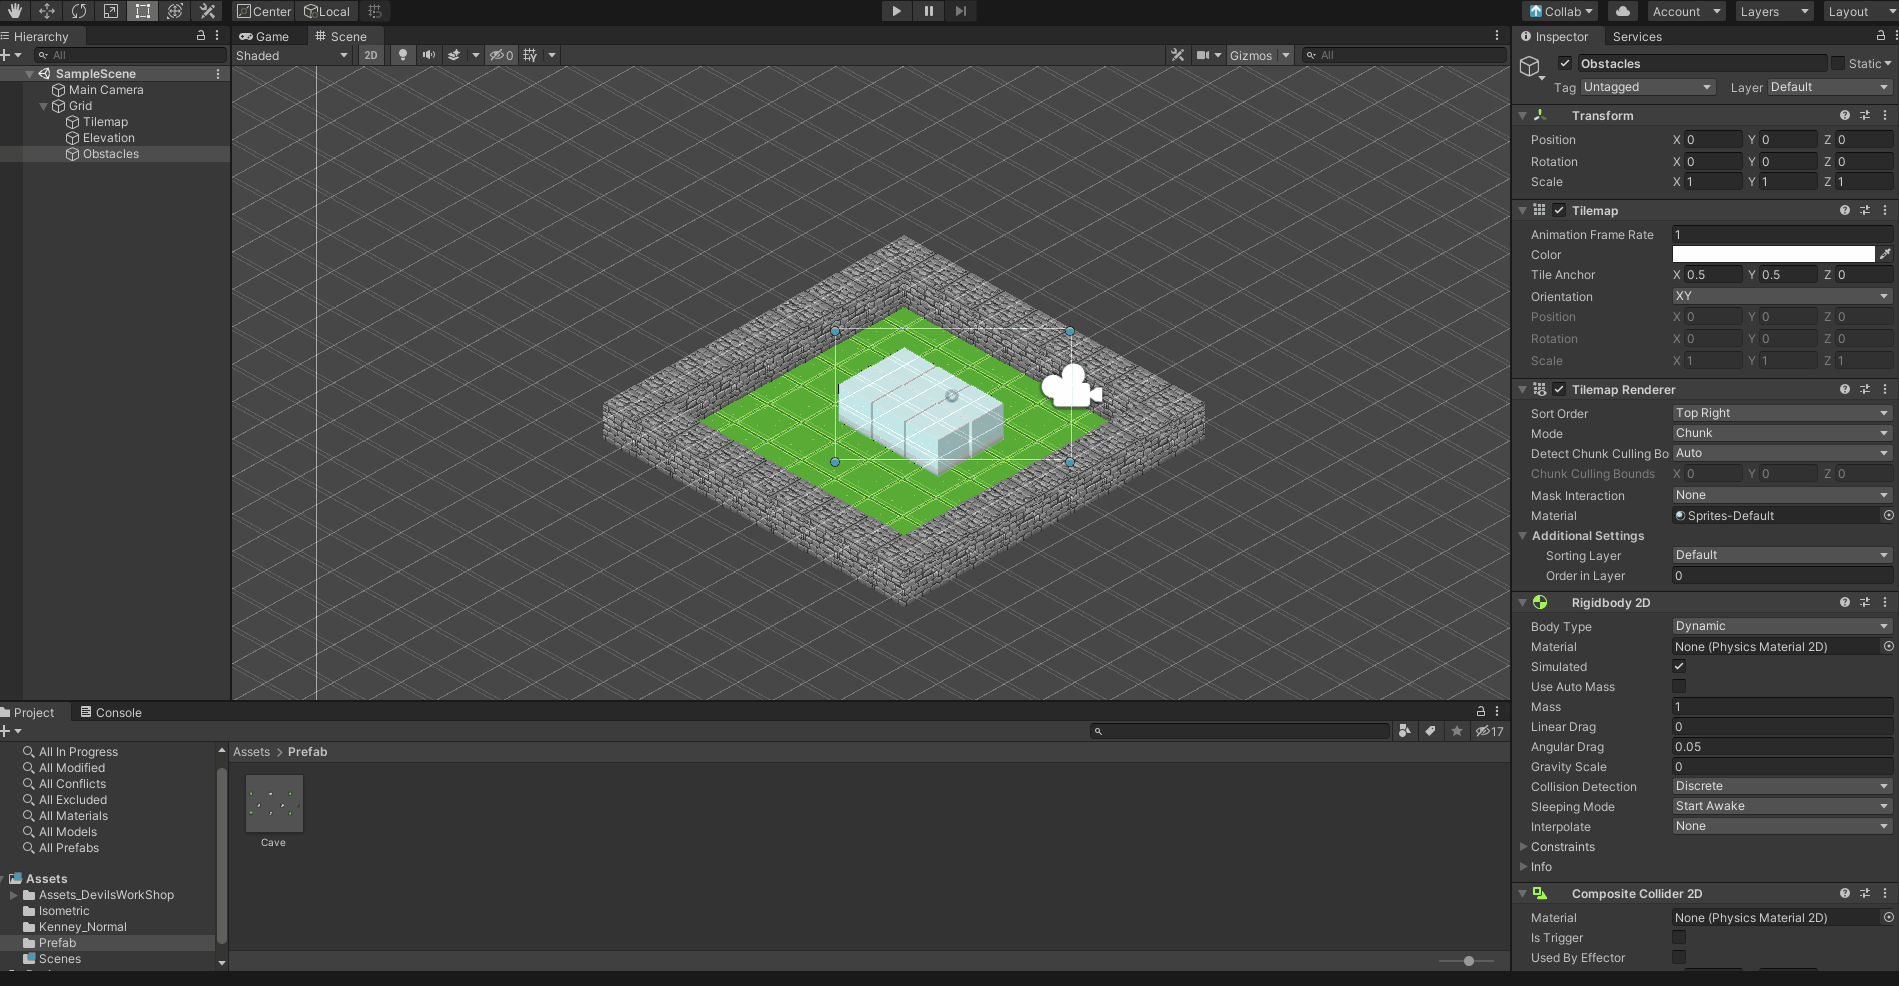 Center Local
Collab Account Layers Layout
Hierarchy
All
SampleScene
Main Camera
Grid
Tilemap
Elevation
Obstacles
Game Scene
Shaded 2D 0 Gizmos All
Inspector Services
Obstacles Static
Tag Untagged Layer Default
Transform
Position X 0 Y 0 Z 0
Rotation X 0 Y 0 Z 0
Scale X 1 Y 1 Z 1
Tilemap
Animation Frame Rate 1
Color
Tile Anchor X 0.5 Y 0.5 Z 0
Orientation XY
Position X 0 Y 0 Z 0
Rotation X 0 Y 0 Z 0
Scale X 1 Y 1 Z 1
Tilemap Renderer
Sort Order Top Right
Mode Chunk
Detect Chunk Culling Bo Auto
Chunk Culling Bounds X 0 Y 0 Z 0
Mask Interaction None
Material Sprites-Default
Additional Settings
Sorting Layer Default
Order in Layer 0
Rigidbody 2D
Body Type Dynamic
Material None (Physics Material 2D)
Simulated
Use Auto Mass
Mass 1
Linear Drag 0
Angular Drag 0.05
Gravity Scale 0
Collision Detection Discrete
Sleeping Mode Start Awake
Interpolate None
Constraints
Info
Composite Collider 2D
Material None (Physics Material 2D)
Is Trigger
Used By Effector
Project Console
17
All In Progress
All Modified
All Conflicts
All Excluded
All Materials
All Models
All Prefabs
Assets
Assets_DevilsWorkShop
Isometric
Kenney_Normal
Prefab
Scenes
Assets > Prefab
Cave